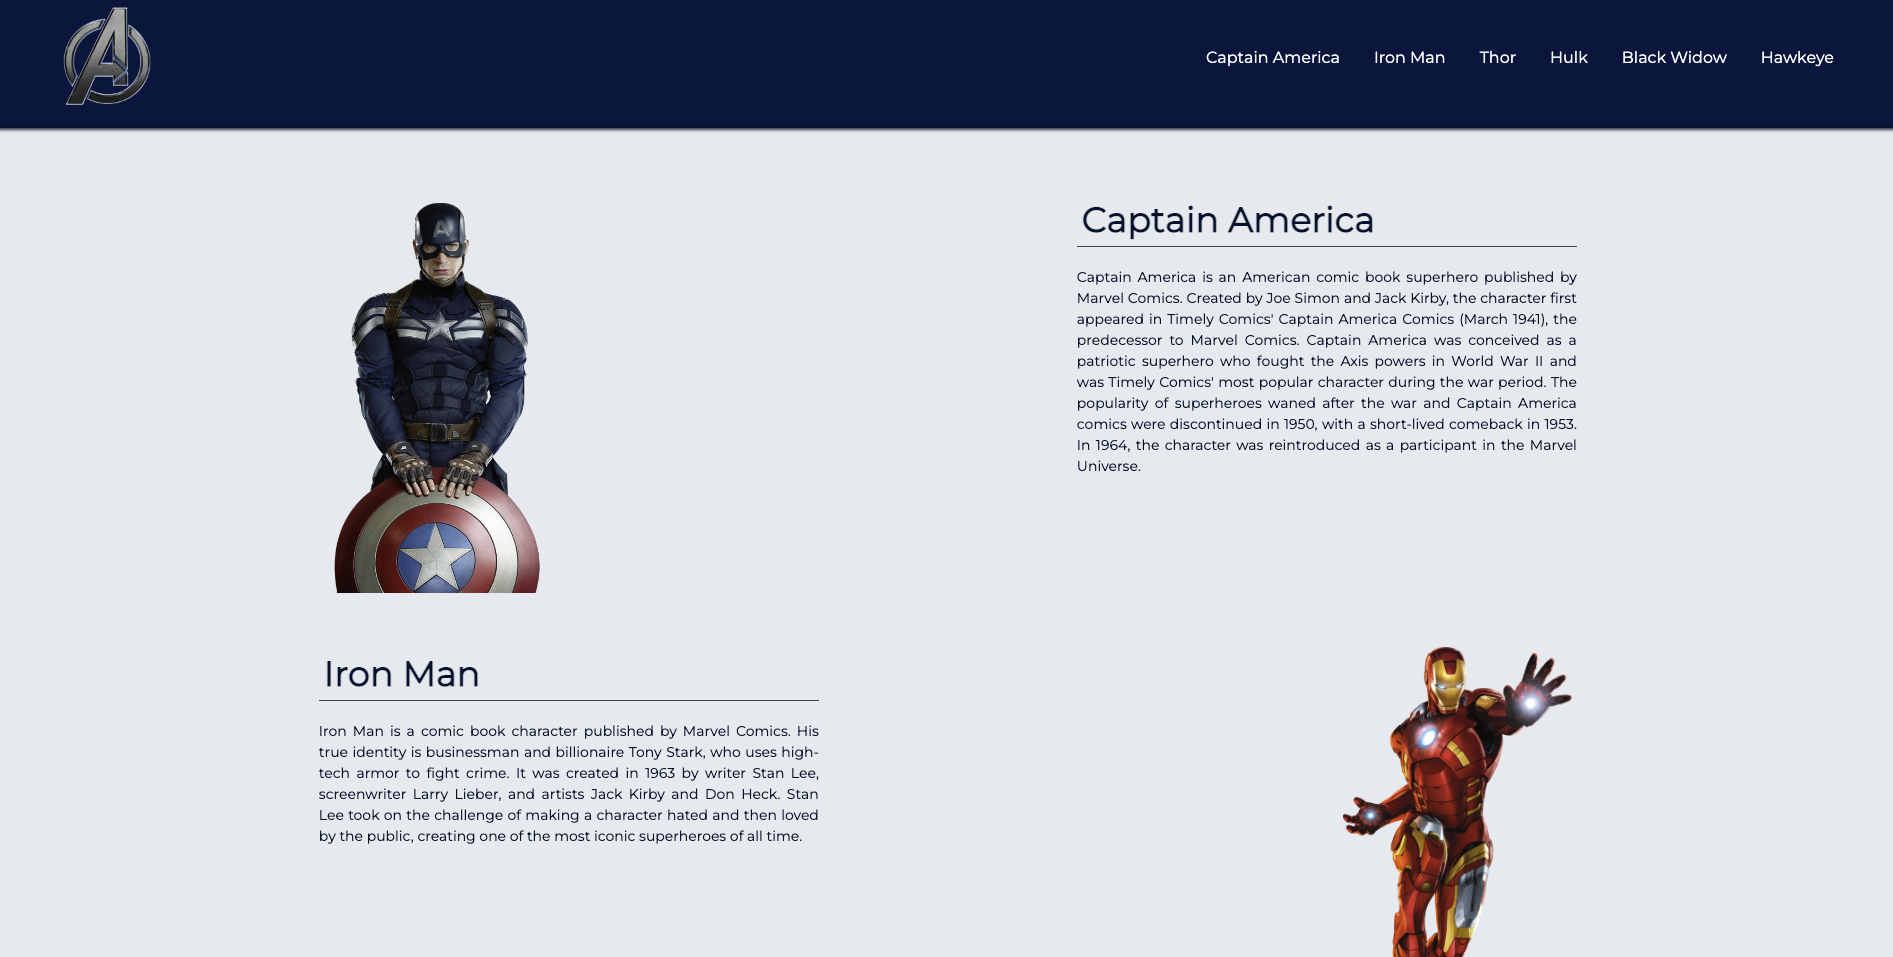 Captain America
Iron Man
Thor
Hulk
Black Widow
Hawkeye
Captain America
Captain America is an American comic book superhero published by
Marvel Comics. Created by Joe Simon and Jack Kirby, the character first
appeared in Timely Comics' Captain America Comics (March 1941), the
predecessor to Marvel Comics. Captain America was conceived as a
patriotic superhero who fought the Axis powers in World War II and
was Timely Comics' most popular character during the war period. The
popularity of superheroes waned after the war and Captain America
comics were discontinued in 1950, with a short-lived comeback in 1953.
In 1964, the character was reintroduced as a participant in the Marvel
Universe.
Iron Man
Iron Man is a comic book character published by Marvel Comics. His
true identity is businessman and billionaire Tony Stark, who uses high-
tech armor to fight crime. It was created in 1963 by writer Stan Lee,
screenwriter Larry Lieber, and artists Jack Kirby and Don Heck. Stan
Lee took on the challenge of making a character hated and then loved
by the public, creating one of the most iconic superheroes of all time.